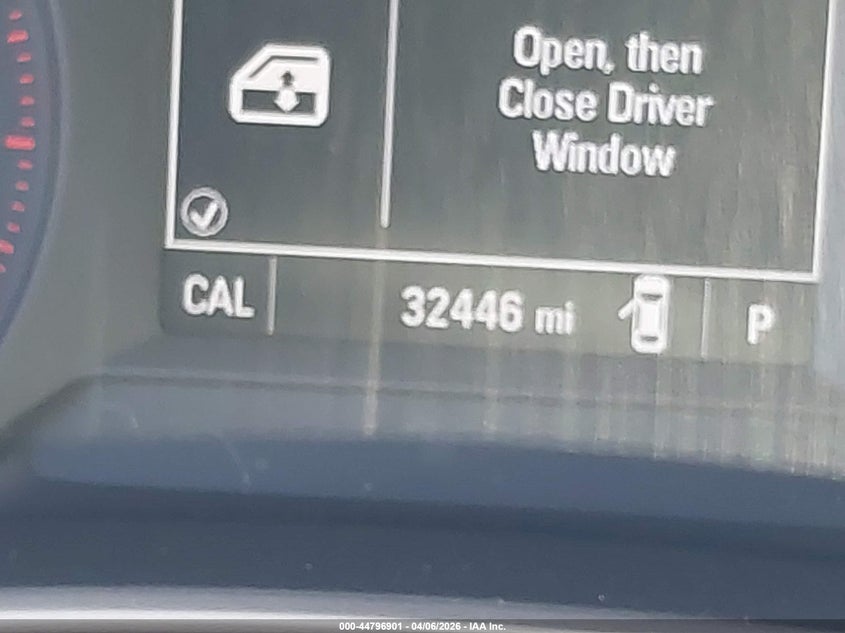 Open, then
Close Driver
Window
CAL
32446 mi
P
000-44796901 - 04/06/2026 - IAA Inc.